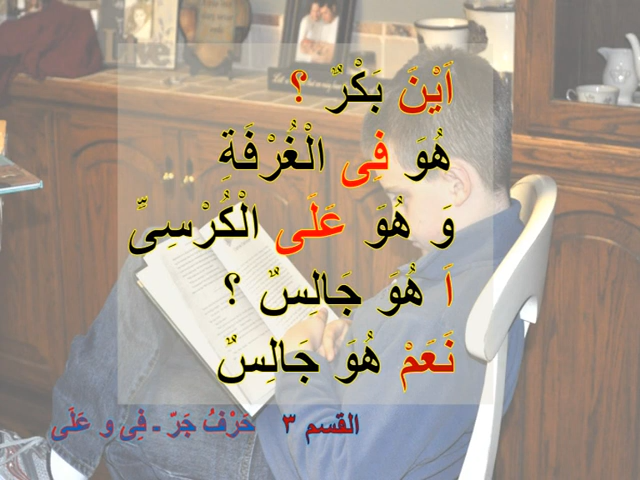 اَيْنَ بَكْرٌ ؟
هُوَ فِى الْغُرْفَةِ
وَ هُوَ عَلَى الْكُرْسِىِّ
اَ هُوَ جَالِسٌ ؟
نَعَمْ هُوَ جَالِسٌ
القسم ٣ حَرْفُ جَرّ ـ فِى و عَلَى